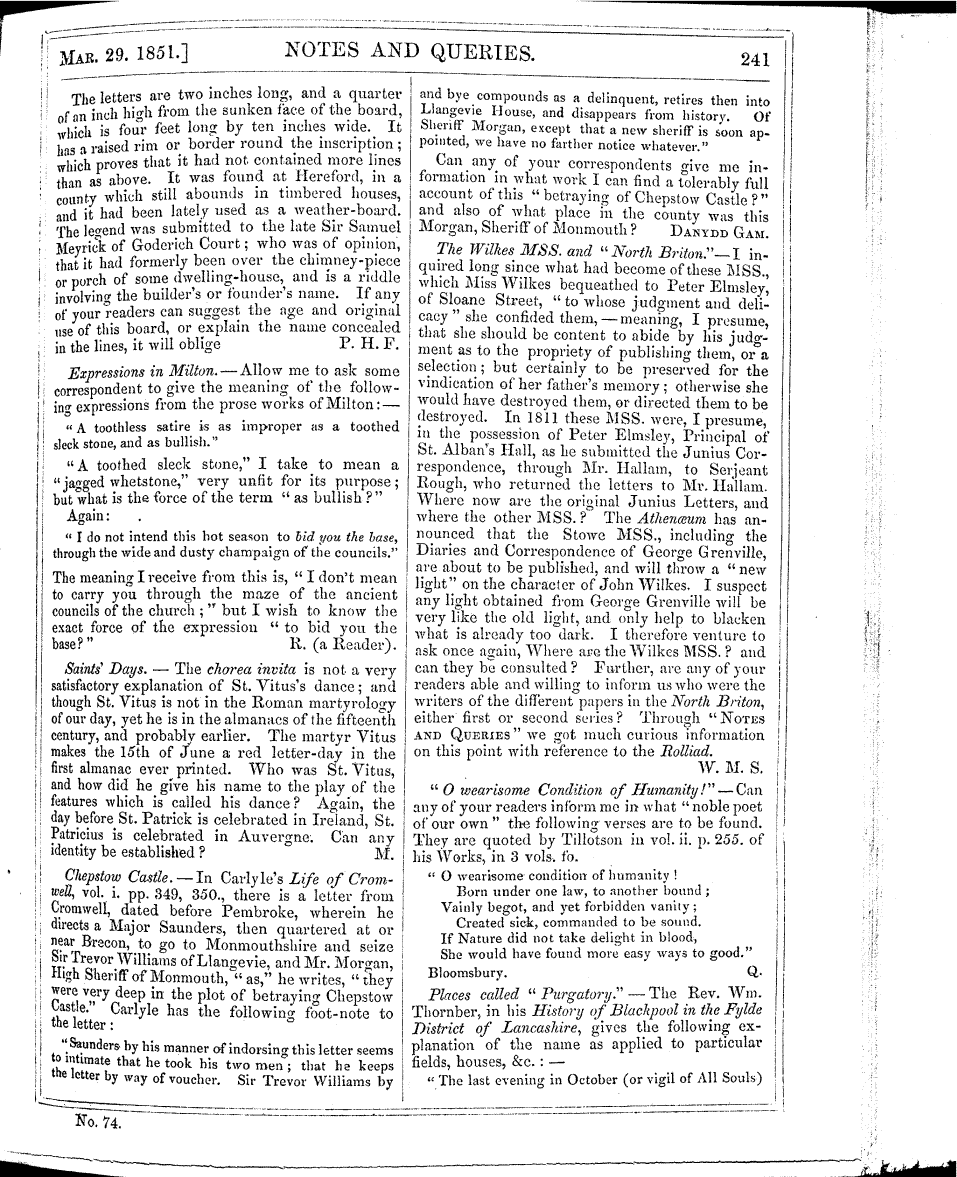 MAR. 29. 1851.] NOTES AND QUERIES. 241
The letters are two inches long, and a quarter
of an inch high from the sunken face of the board,
which is four feet long by ten inches wide. It
has a raised rim or border round the inscription;
which proves that it had not contained more lines
than as above. It was found at Hereford, in a
county which still abounds in timbered houses,
and it had been lately used as a weather-board.
The legend was submitted to the late Sir Samuel
Meyrick of Goderich Court; who was of opinion,
that it had formerly been over the chimney-piece
or porch of some dwelling-house, and is a riddle
involving the builder's or founder's name. If any
of your readers can suggest the age and original
use of this board, or explain the name concealed
in the lines, it will oblige P. H. F.
Expressions in Milton.—Allow me to ask some
correspondent to give the meaning of the follow-
ing expressions from the prose works of Milton:—
"A toothless satire is as improper as a toothed
sleck stone, and as bullish."
"A toothed sleck stone," I take to mean a
"jagged whetstone," very unfit for its purpose;
but what is the force of the term "as bullish?"
Again:
"I do not intend this hot season to bid you the base,
through the wide and dusty champaign of the councils."
The meaning I receive from this is, "I don't mean
to carry you through the maze of the ancient
councils of the church;" but I wish to know the
exact force of the expression "to bid you the
base?" R. (a Reader).
Saints' Days. — The chorea invita is not a very
satisfactory explanation of St. Vitus's dance; and
though St. Vitus is not in the Roman martyrology
of our day, yet he is in the almanacs of the fifteenth
century, and probably earlier. The martyr Vitus
makes the 15th of June a red letter-day in the
first almanac ever printed. Who was St. Vitus,
and how did he give his name to the play of the
features which is called his dance? Again, the
day before St. Patrick is celebrated in Ireland, St.
Patricius is celebrated in Auvergne. Can any
identity be established? M.
Chepstow Castle.—In Carlyle's Life of Crom-
well, vol. i. pp. 349, 350., there is a letter from
Cromwell, dated before Pembroke, wherein he
directs a Major Saunders, then quartered at or
near Brecon, to go to Monmouthshire and seize
Sir Trevor Williams of Llangevie, and Mr. Morgan,
High Sheriff of Monmouth, "as," he writes, "they
were very deep in the plot of betraying Chepstow
Castle." Carlyle has the following foot-note to
the letter:
"Saunders by his manner of indorsing this letter seems
to intimate that he took his two men; that he keeps
the letter by way of voucher. Sir Trevor Williams by
and bye compounds as a delinquent, retires then into
Llangevie House, and disappears from history. Of
Sheriff Morgan, except that a new sheriff is soon ap-
pointed, we have no farther notice whatever."
Can any of your correspondents give me in-
formation in what work I can find a tolerably full
account of this "betraying of Chepstow Castle?"
and also of what place in the county was this
Morgan, Sheriff of Monmouth? DANYDD GAM.
The Wilkes MSS. and "North Briton."—I in-
quired long since what had become of these MSS.,
which Miss Wilkes bequeathed to Peter Elmsley,
of Sloane Street, "to whose judgment and deli-
cacy" she confided them,—meaning, I presume,
that she should be content to abide by his judg-
ment as to the propriety of publishing them, or a
selection; but certainly to be preserved for the
vindication of her father's memory; otherwise she
would have destroyed them, or directed them to be
destroyed. In 1811 these MSS. were, I presume,
in the possession of Peter Elmsley, Principal of
St. Alban's Hall, as he submitted the Junius Cor-
respondence, through Mr. Hallam, to Serjeant
Rough, who returned the letters to Mr. Hallam.
Where now are the original Junius Letters, and
where the other MSS.? The Athenæum has an-
nounced that the Stowe MSS., including the
Diaries and Correspondence of George Grenville,
are about to be published, and will throw a "new
light" on the character of John Wilkes. I suspect
any light obtained from George Grenville will be
very like the old light, and only help to blacken
what is already too dark. I therefore venture to
ask once again, Where are the Wilkes MSS.? and
can they be consulted? Further, are any of your
readers able and willing to inform us who were the
writers of the different papers in the North Briton,
either first or second series? Through "NOTES
AND QUERIES" we got much curious information
on this point with reference to the Rolliad.
W. M. S.
"O wearisome Condition of Humanity!"—Can
any of your readers inform me in what "noble poet
of our own" the following verses are to be found.
They are quoted by Tillotson in vol. ii. p. 255. of
his Works, in 3 vols. fo.
"O wearisome condition of humanity!
Born under one law, to another bound;
Vainly begot, and yet forbidden vanity;
Created sick, commanded to be sound.
If Nature did not take delight in blood,
She would have found more easy ways to good."
Bloomsbury. Q.
Places called "Purgatory."—The Rev. Wm.
Thornber, in his History of Blackpool in the Fylde
District of Lancashire, gives the following ex-
planation of the name as applied to particular
fields, houses, &c.:—
"The last evening in October (or vigil of All Souls)
No. 74.